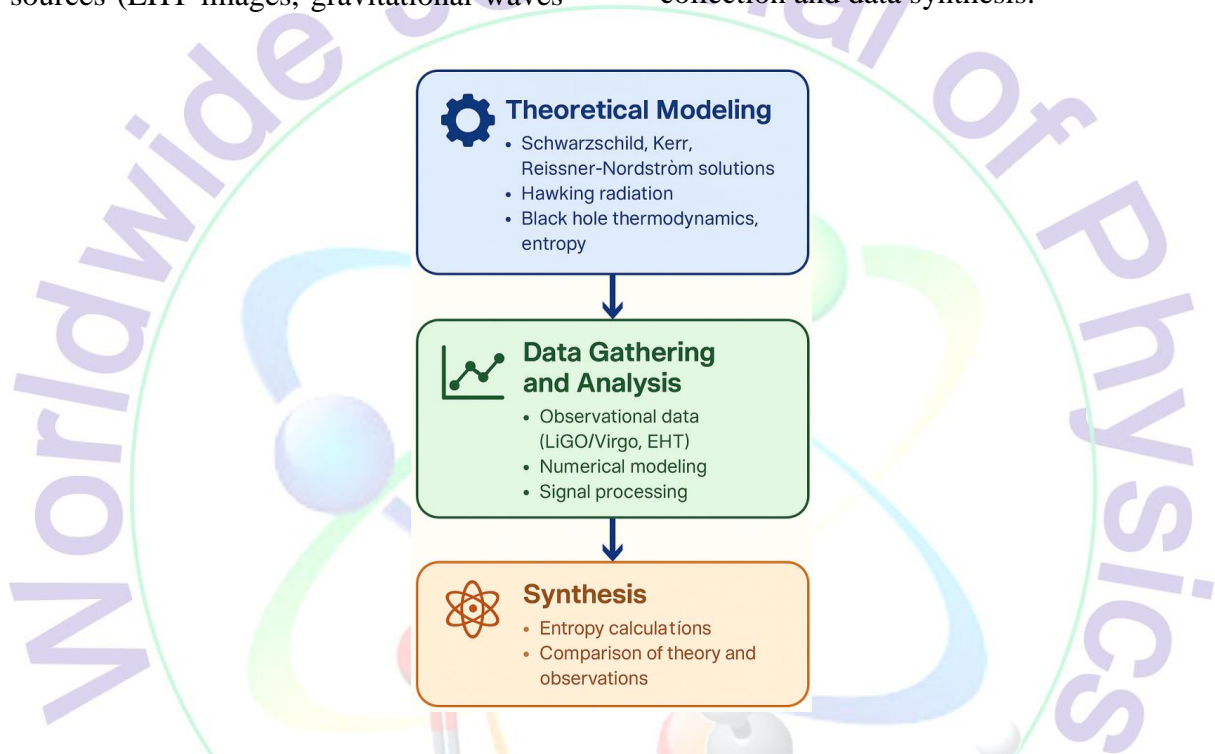 sources (EHT images, gravitational waves
collection and data synthesis.
Worldwide Journal of Physics
Theoretical Modeling
• Schwarzschild, Kerr,
Reissner-Nordstròm solutions
• Hawking radiation
• Black hole thermodynamics,
entropy
Data Gathering
and Analysis
• Observational data
(LiGO/Virgo, EHT)
• Numerical modeling
• Signal processing
Synthesis
• Entropy calculations
• Comparison of theory and
observations